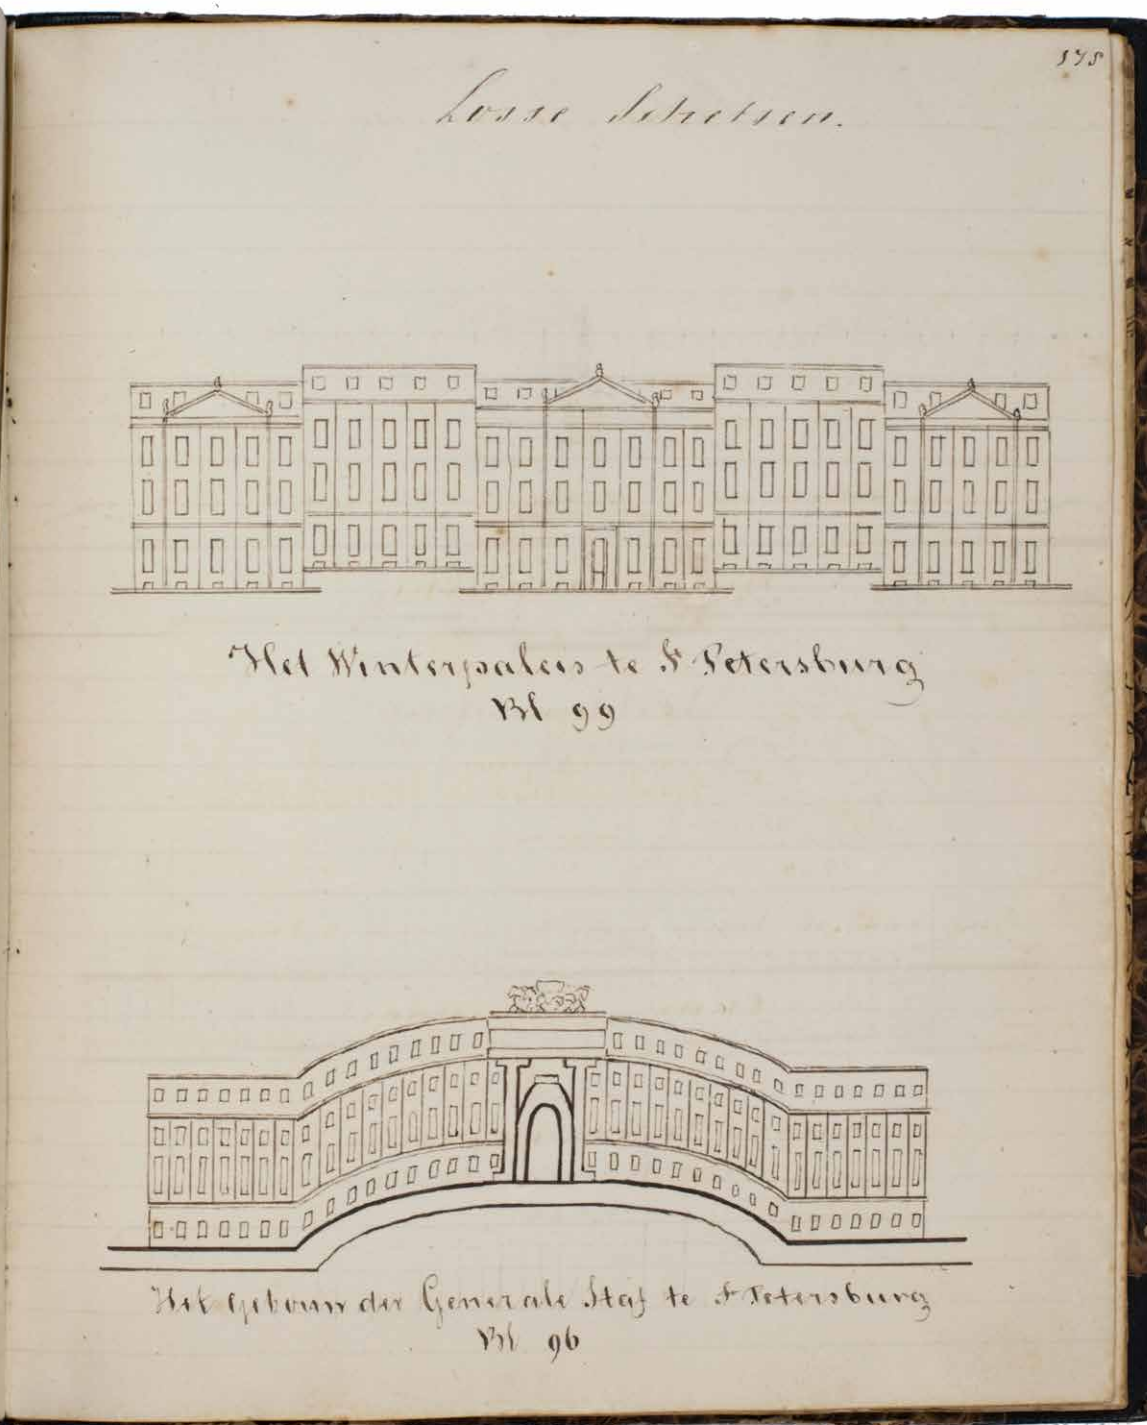 175
Losse Schetsen.
Het Winterpaleis te St Petersburg
Bl 99
Het Gebouw der Generale Staf te St Petersburg
Bl 96